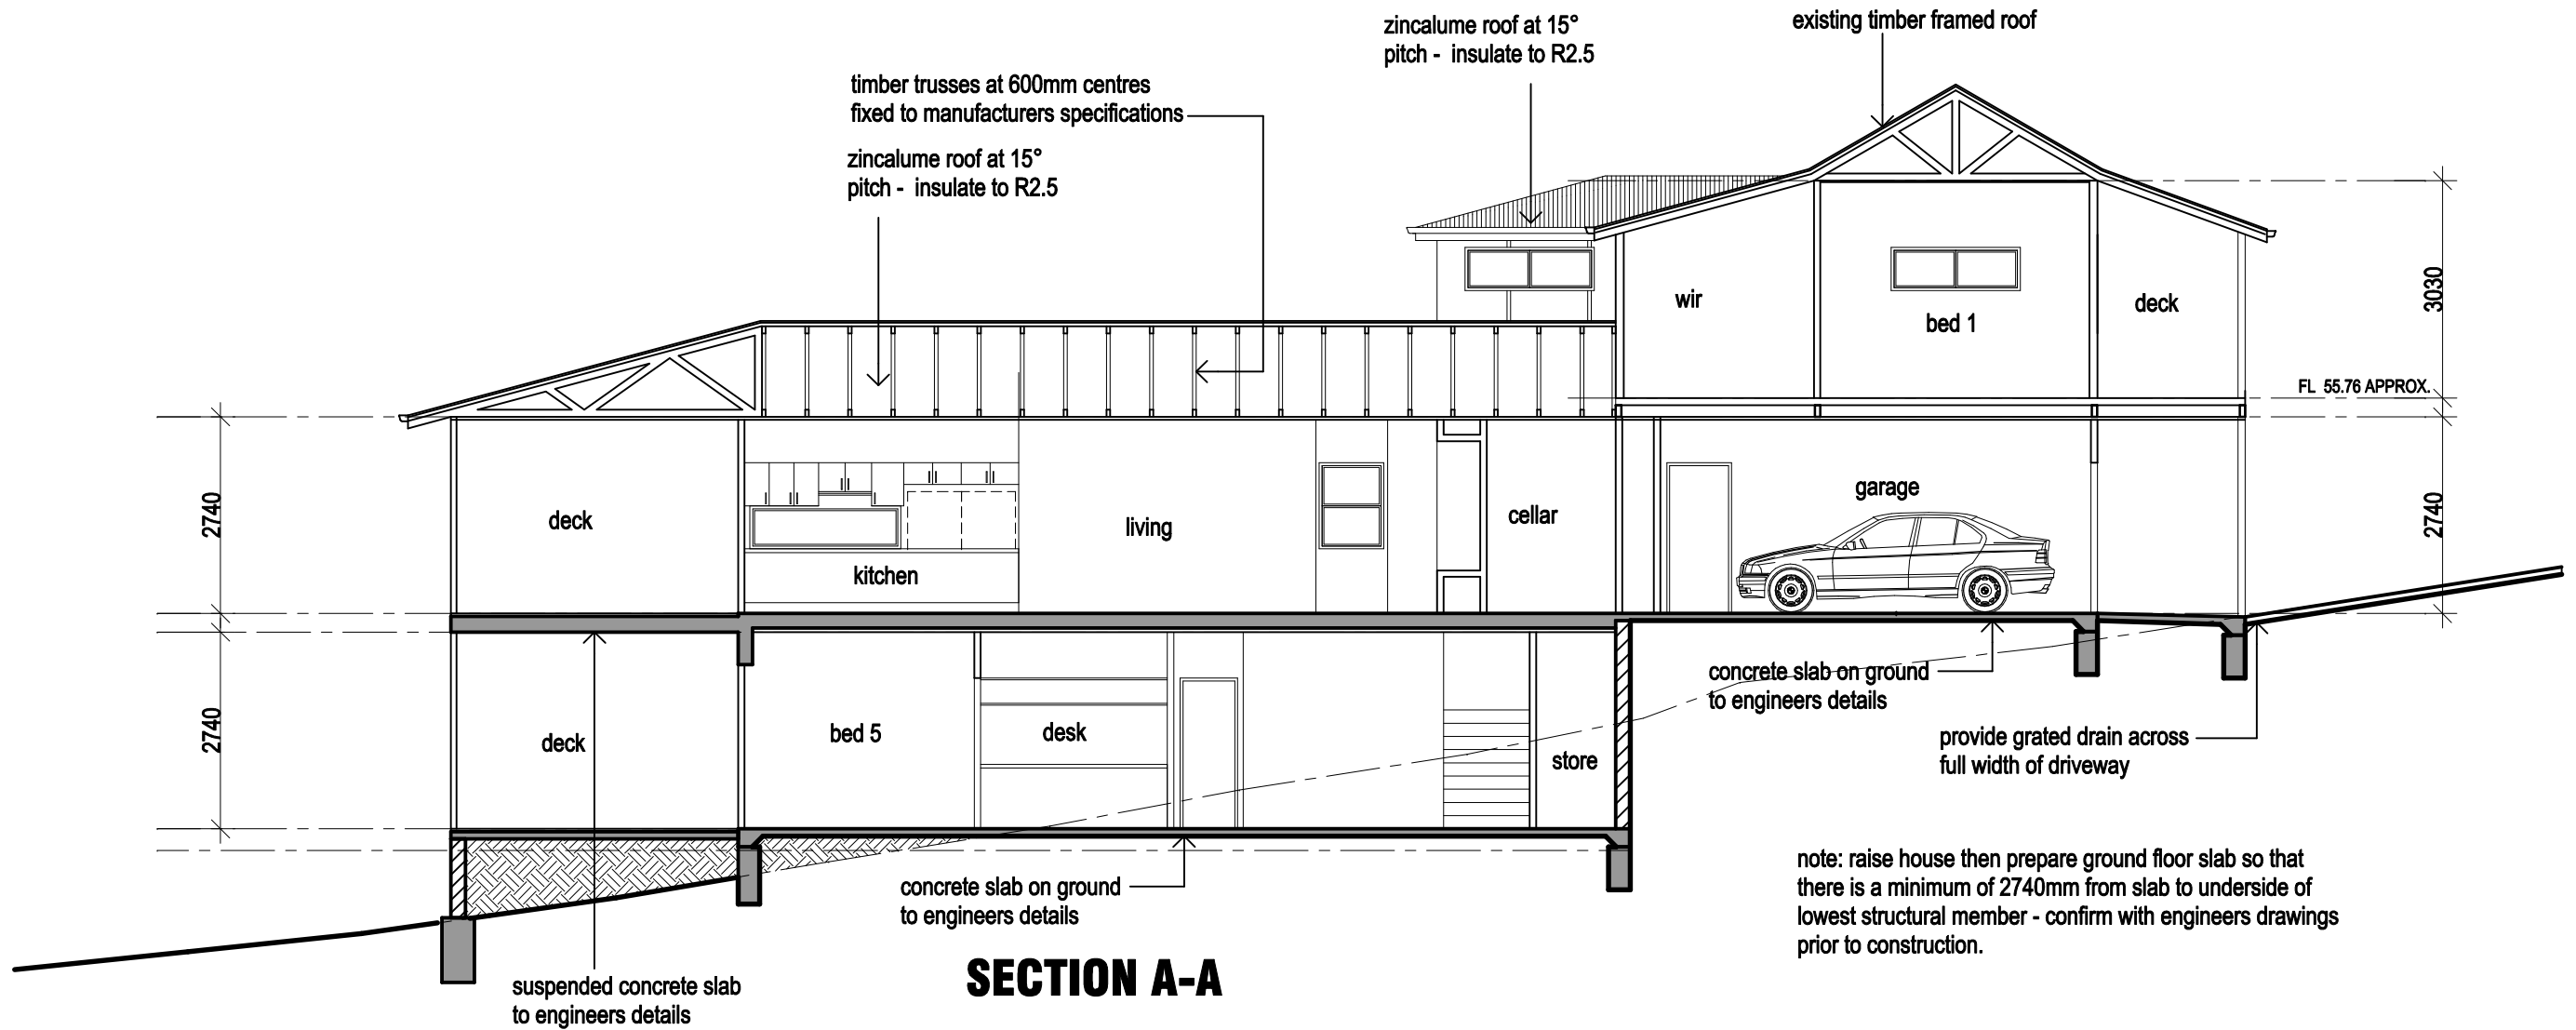 zincalume roof at 15°
pitch - insulate to R2.5
existing timber framed roof
timber trusses at 600mm centres
fixed to manufacturers specifications
zincalume roof at 15°
pitch - insulate to R2.5
wir
bed 1
deck
3030
FL 55.76 APPROX.
2740
deck
kitchen
living
cellar
garage
2740
2740
deck
bed 5
desk
store
concrete slab on ground
to engineers details
provide grated drain across
full width of driveway
concrete slab on ground
to engineers details
note: raise house then prepare ground floor slab so that
there is a minimum of 2740mm from slab to underside of
lowest structural member - confirm with engineers drawings
prior to construction.
suspended concrete slab
to engineers details
SECTION A-A